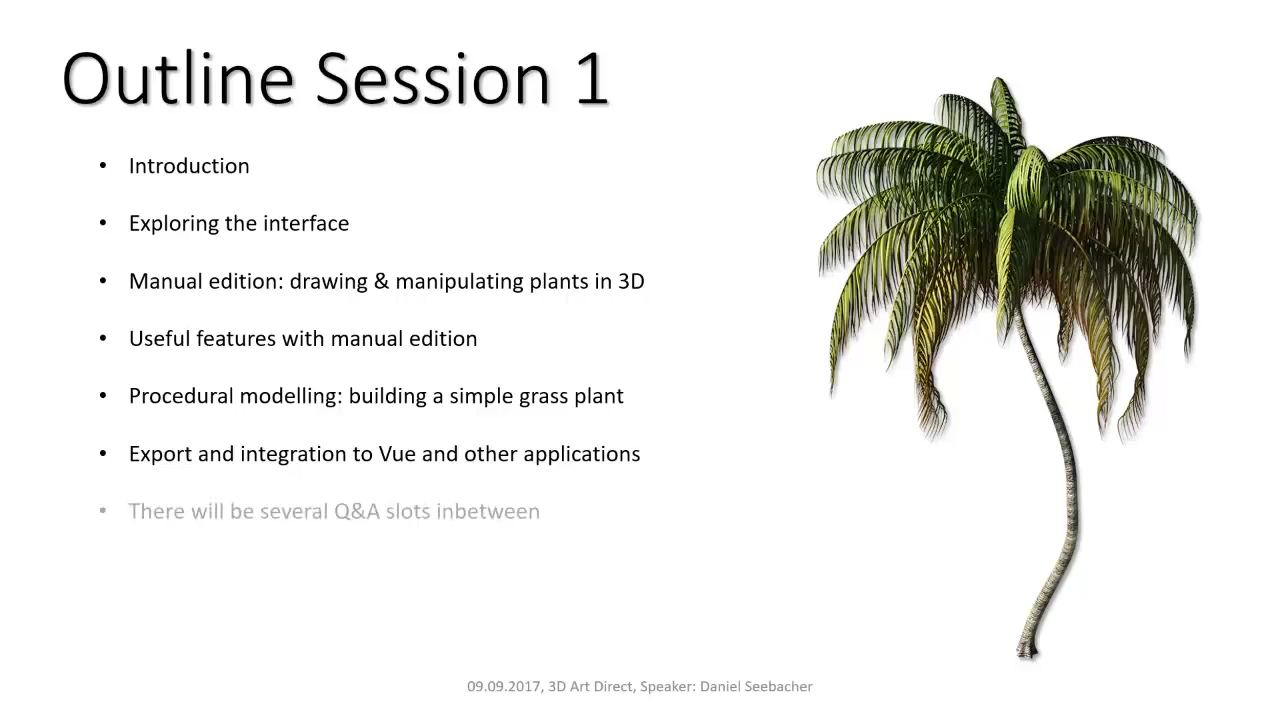 Outline Session 1
• Introduction
• Exploring the interface
• Manual edition: drawing & manipulating plants in 3D
• Useful features with manual edition
• Procedural modelling: building a simple grass plant
• Export and integration to Vue and other applications
• There will be several Q&A slots inbetween
09.09.2017, 3D Art Direct, Speaker: Daniel Seebacher